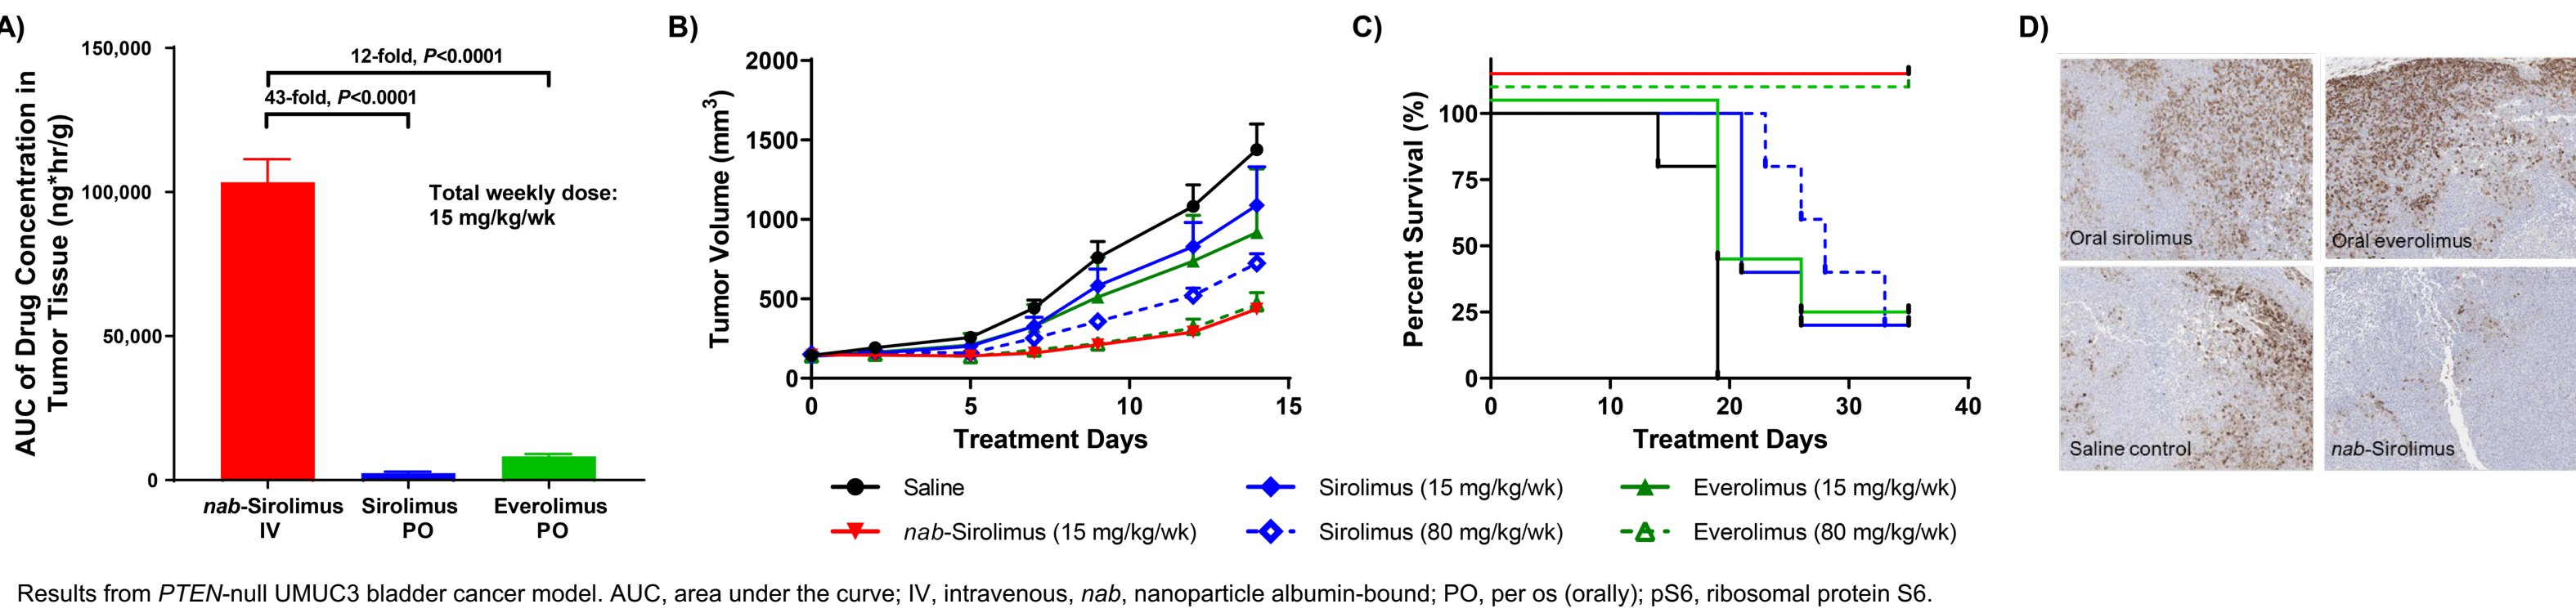 A)
150,000
100,000
50,000
0
AUC of Drug Concentration in
Tumor Tissue (ng*hr/g)
12-fold, P<0.0001
43-fold, P<0.0001
Total weekly dose:
15 mg/kg/wk
nab-Sirolimus
IV
Sirolimus
PO
Everolimus
PO
B)
2000
1500
1000
500
0
Tumor Volume (mm³)
0 5 10 15
Treatment Days
C)
100
75
50
25
0
Percent Survival (%)
0 10 20 30 40
Treatment Days
Saline
nab-Sirolimus (15 mg/kg/wk)
Sirolimus (15 mg/kg/wk)
Sirolimus (80 mg/kg/wk)
Everolimus (15 mg/kg/wk)
Everolimus (80 mg/kg/wk)
D)
Oral sirolimus
Oral everolimus
Saline control
nab-Sirolimus
Results from PTEN-null UMUC3 bladder cancer model. AUC, area under the curve; IV, intravenous, nab, nanoparticle albumin-bound; PO, per os (orally); pS6, ribosomal protein S6.